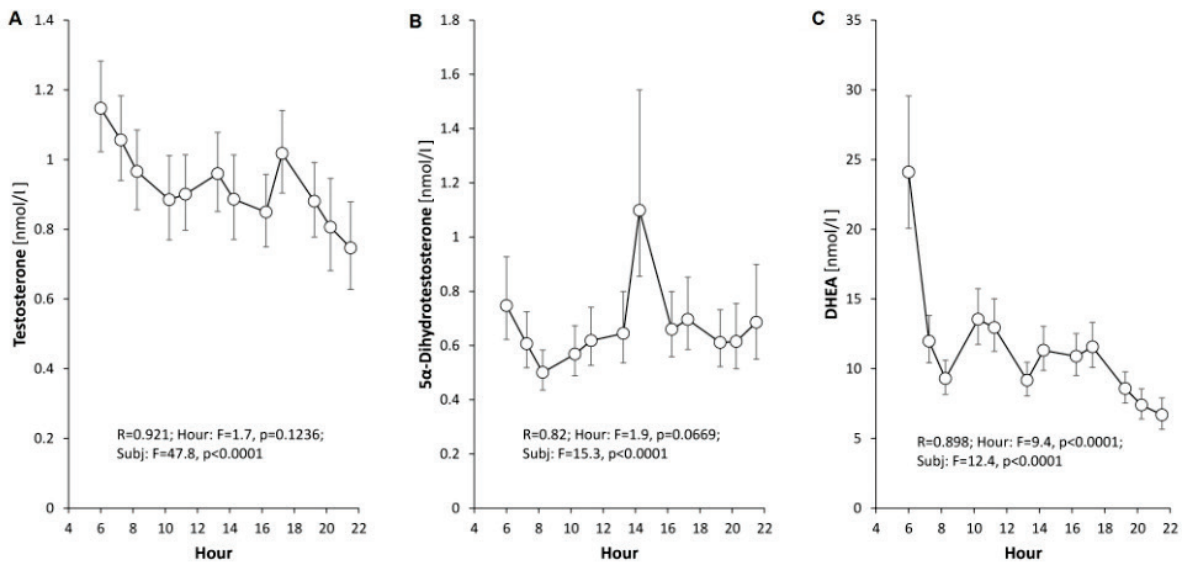 A
Testosterone [nmol/l]
1.4
1.2
1
0.8
0.6
0.4
0.2
0
R=0.921; Hour: F=1.7, p=0.1236;
Subj: F=47.8, p<0.0001
4 6 8 10 12 14 16 18 20 22
Hour
B
5α-Dihydrotestosterone [nmol/l]
1.8
1.6
1.4
1.2
1
0.8
0.6
0.4
0.2
0
R=0.82; Hour: F=1.9, p=0.0669;
Subj: F=15.3, p<0.0001
4 6 8 10 12 14 16 18 20 22
Hour
C
DHEA [nmol/l]
35
30
25
20
15
10
5
0
R=0.898; Hour: F=9.4, p<0.0001;
Subj: F=12.4, p<0.0001
4 6 8 10 12 14 16 18 20 22
Hour